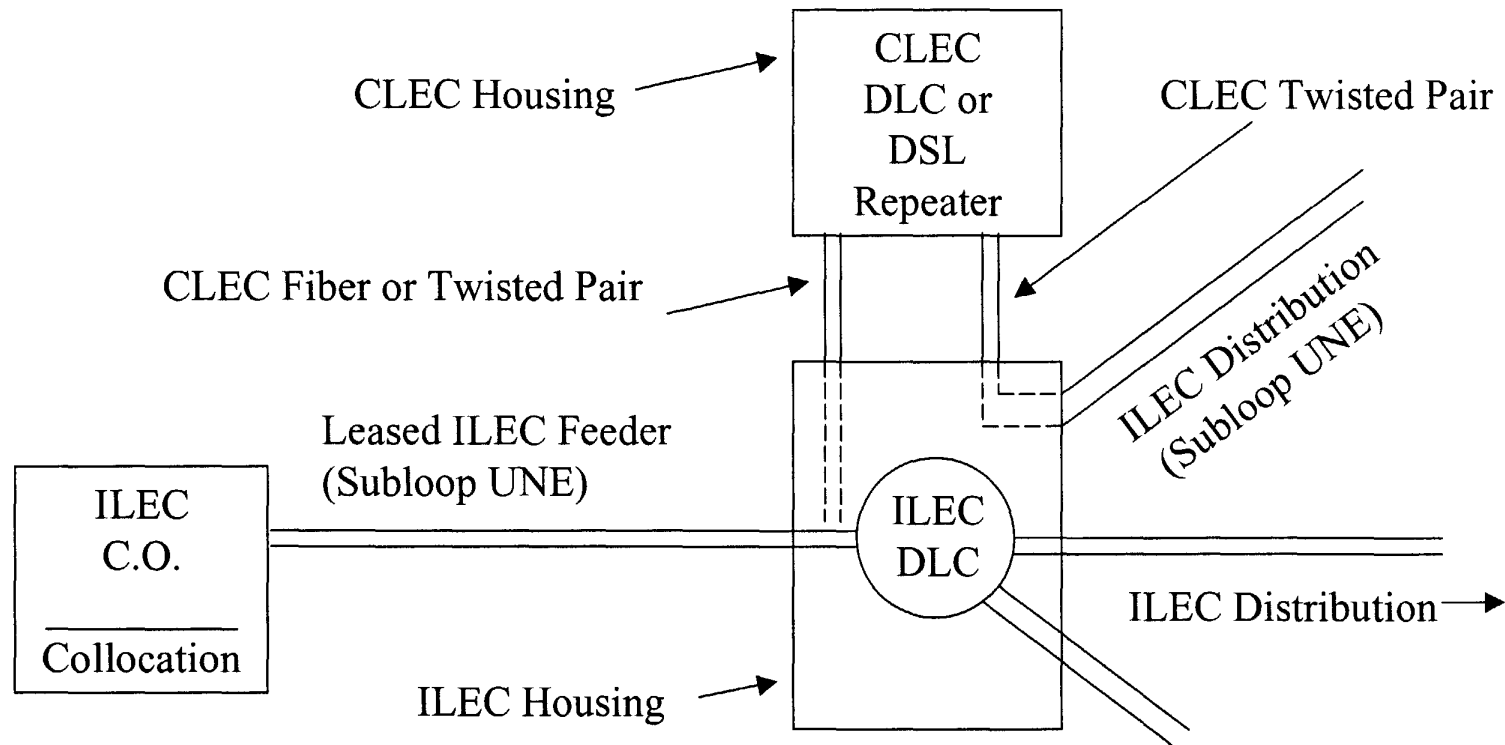 CLEC
DLC or
DSL
Repeater
CLEC Housing
CLEC Twisted Pair
CLEC Fiber or Twisted Pair
ILEC Distribution
(Subloop UNE)
Leased ILEC Feeder
(Subloop UNE)
ILEC
C.O.
Collocation
ILEC
DLC
ILEC Distribution
ILEC Housing